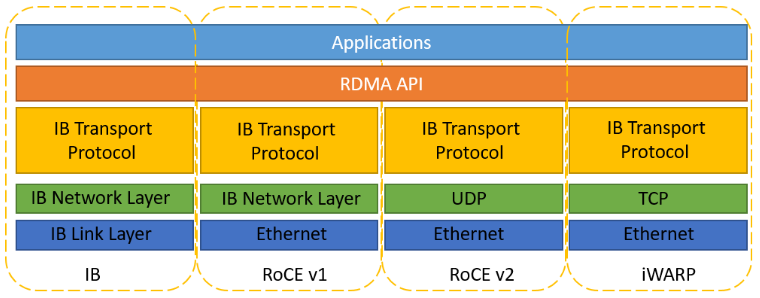 Applications
RDMA API
IB Transport Protocol
IB Transport Protocol
IB Transport Protocol
IB Transport Protocol
IB Network Layer
IB Network Layer
UDP
TCP
IB Link Layer
Ethernet
Ethernet
Ethernet
IB
RoCE v1
RoCE v2
iWARP